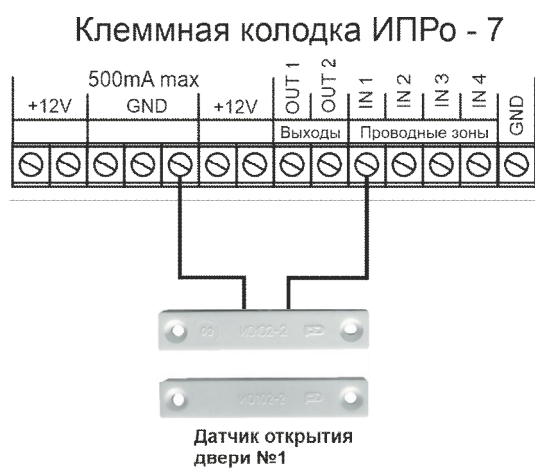 Клеммная колодка ИПРо - 7
500mA max
+12V GND +12V OUT 1 OUT 2 IN 1 IN 2 IN 3 IN 4 GND
Выходы Проводные зоны
ИО102-2
ИО102-2
Датчик открытия
двери №1